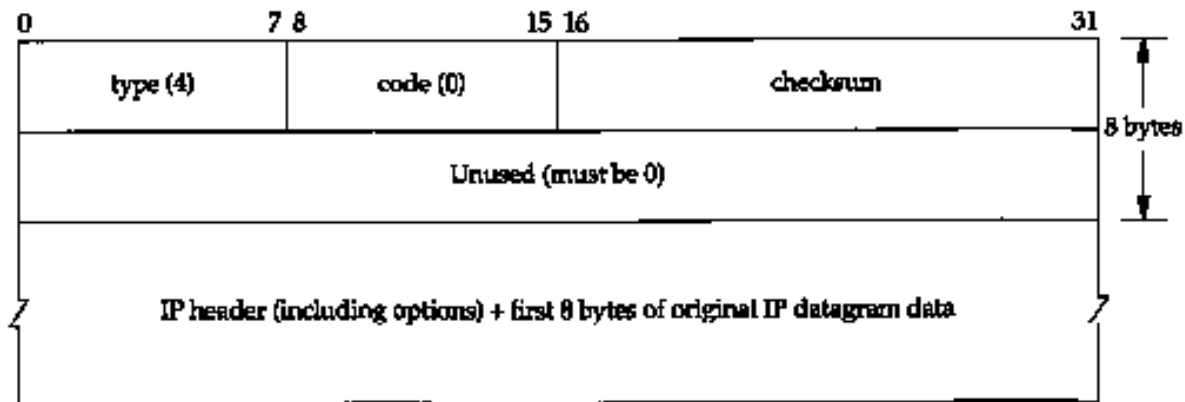 0 7 8 15 16 31
type (4) code (0) checksum
8 bytes
Unused (must be 0)
IP header (including options) + first 8 bytes of original IP datagram data